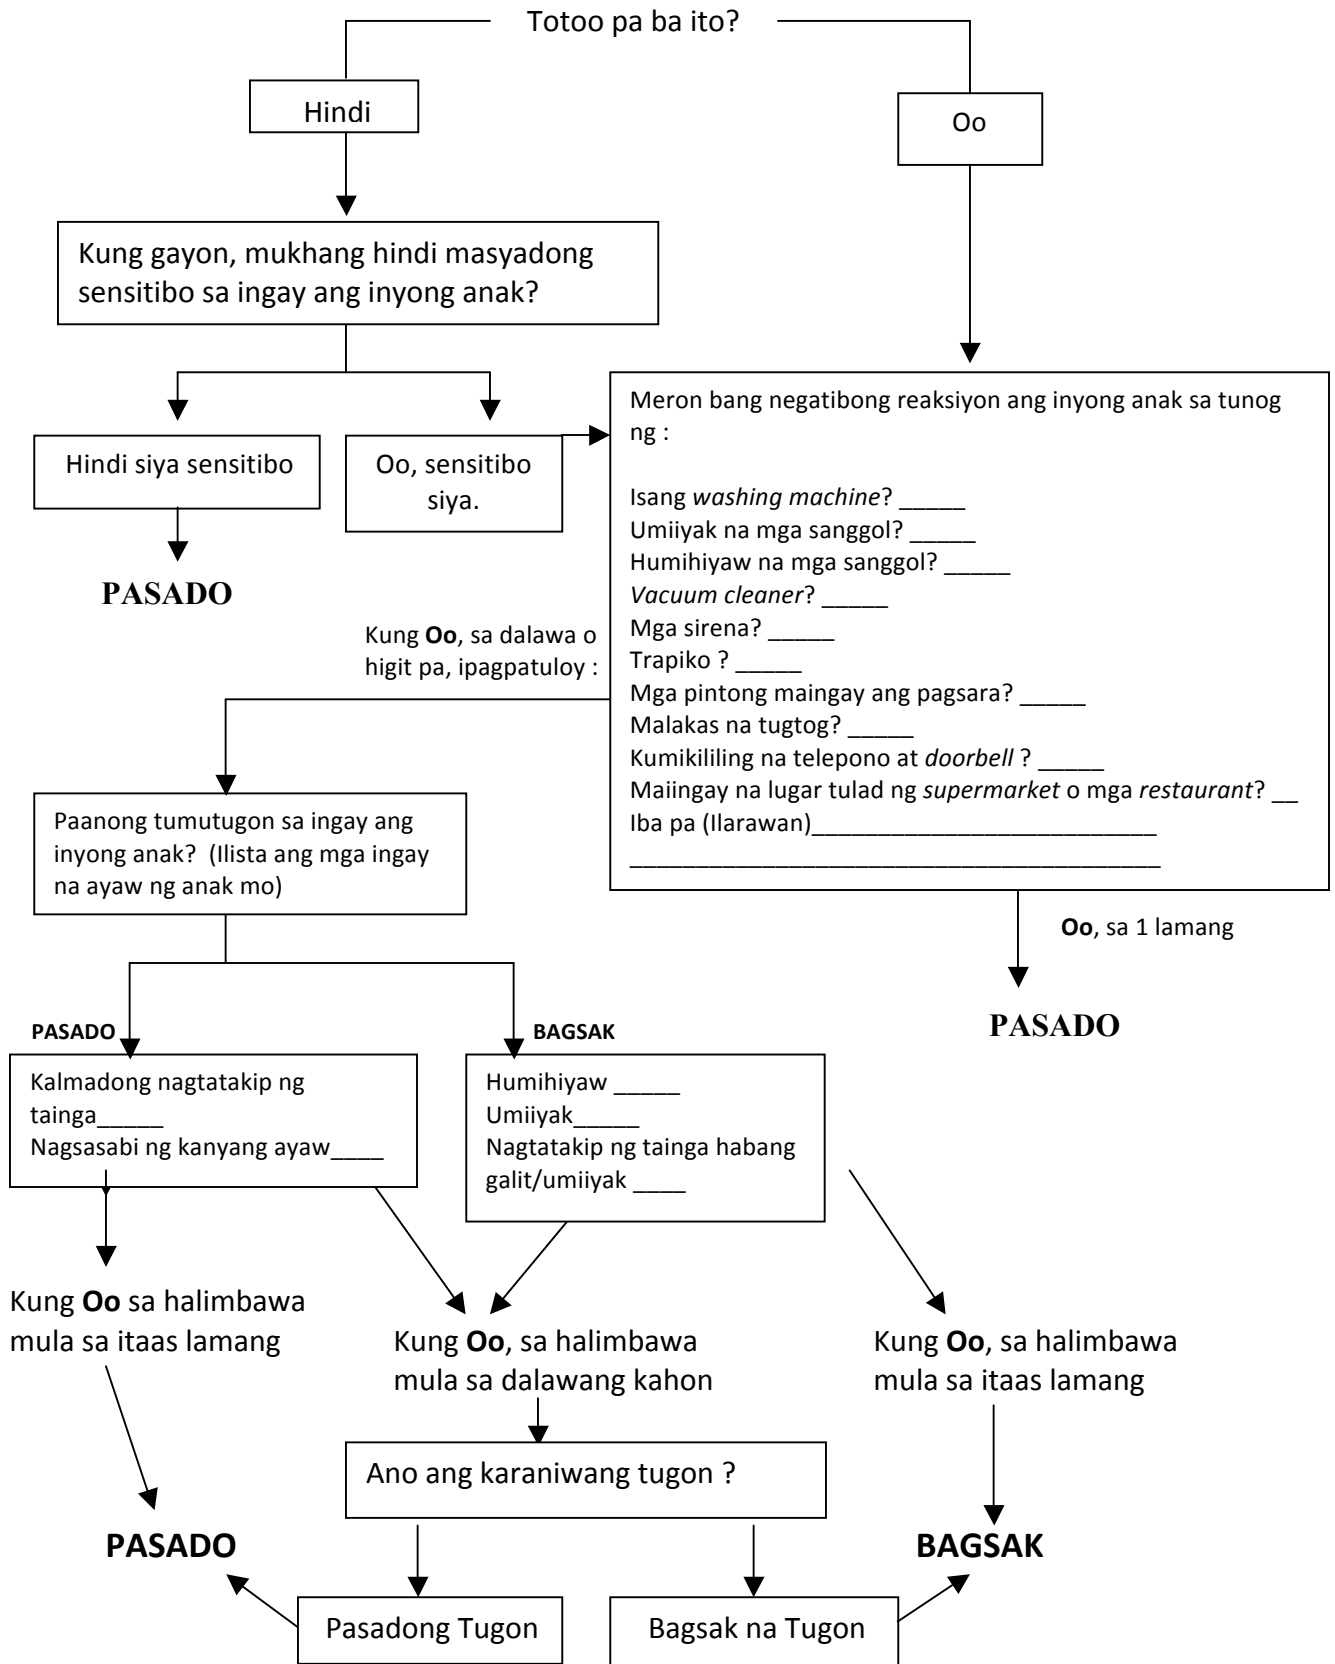 Totoo pa ba ito?
Hindi
Oo
Kung gayon, mukhang hindi masyadong
sensitibo sa ingay ang inyong anak?
Hindi siya sensitibo
Oo, sensitibo
siya.
PASADO
Meron bang negatibong reaksiyon ang inyong anak sa tunog
ng :
Isang washing machine? _____
Umiiyak na mga sanggol? _____
Humihiyaw na mga sanggol? _____
Vacuum cleaner? _____
Mga sirena? _____
Trapiko ? _____
Mga pintong maingay ang pagsara? _____
Malakas na tugtog? _____
Kumikililing na telepono at doorbell ? _____
Maiingay na lugar tulad ng supermarket o mga restaurant? __
Iba pa (Ilarawan)__________________________
________________________________________
Kung Oo, sa dalawa o
higit pa, ipagpatuloy :
Oo, sa 1 lamang
PASADO
Paanong tumutugon sa ingay ang
inyong anak? (Ilista ang mga ingay
na ayaw ng anak mo)
PASADO
Kalmadong nagtatakip ng
tainga_____
Nagsasabi ng kanyang ayaw____
BAGSAK
Humihiyaw _____
Umiiyak_____
Nagtatakip ng tainga habang
galit/umiiyak ____
Kung Oo sa halimbawa
mula sa itaas lamang
Kung Oo, sa halimbawa
mula sa dalawang kahon
Kung Oo, sa halimbawa
mula sa itaas lamang
Ano ang karaniwang tugon ?
PASADO
BAGSAK
Pasadong Tugon
Bagsak na Tugon